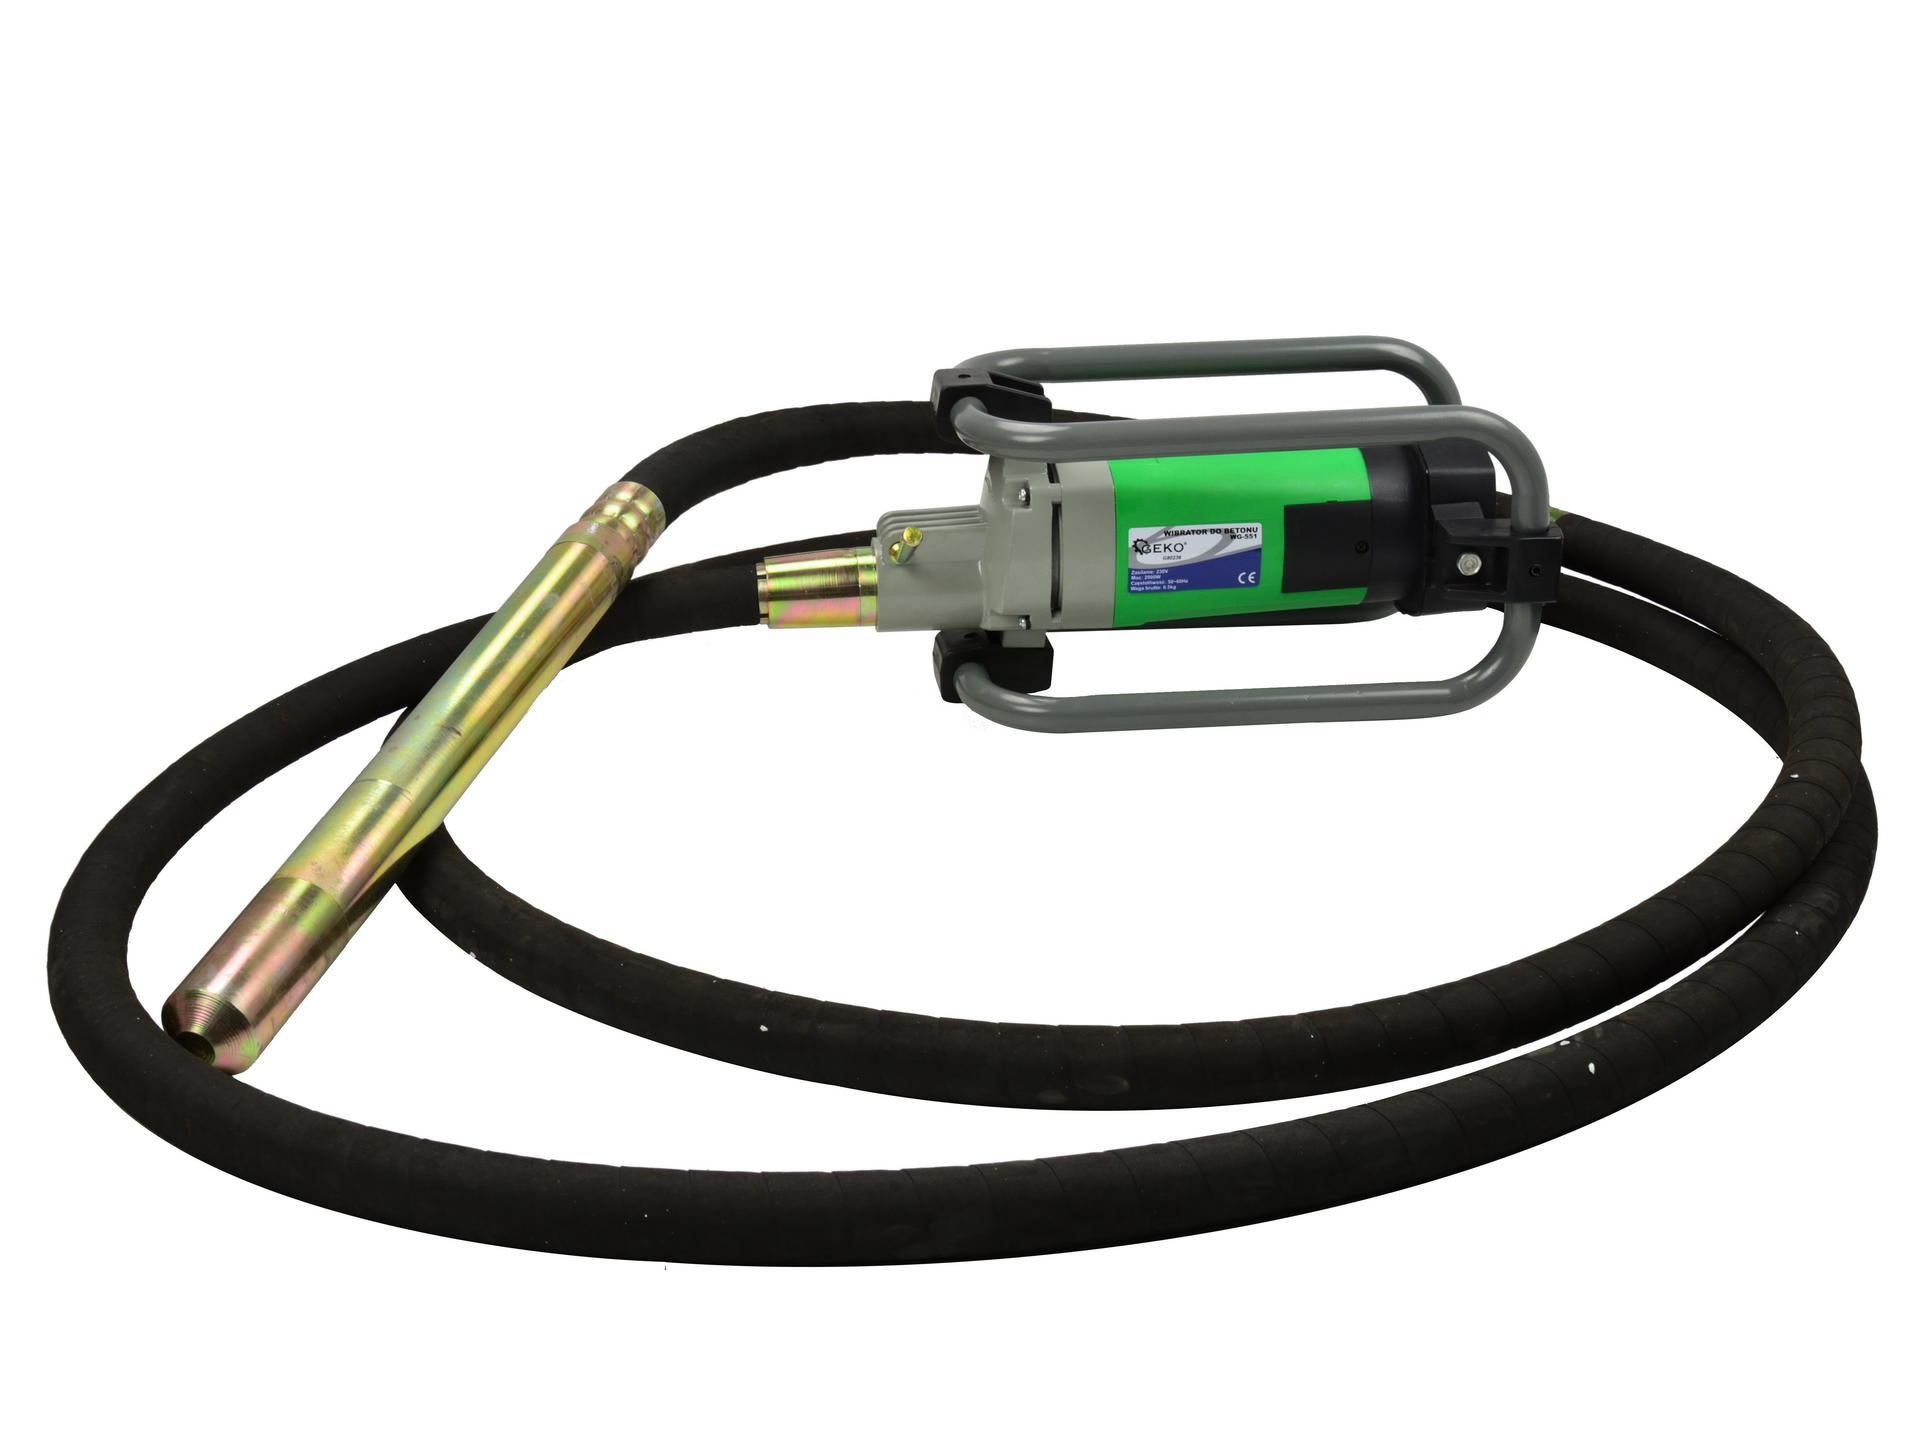 WIBRATOR DO BETONU
WG-551
GEKO®
G80236
Zasilanie: 230V
Moc: 2000W
Częstotliwość: 50~60Hz
Waga brutto: 6.5kg
CE